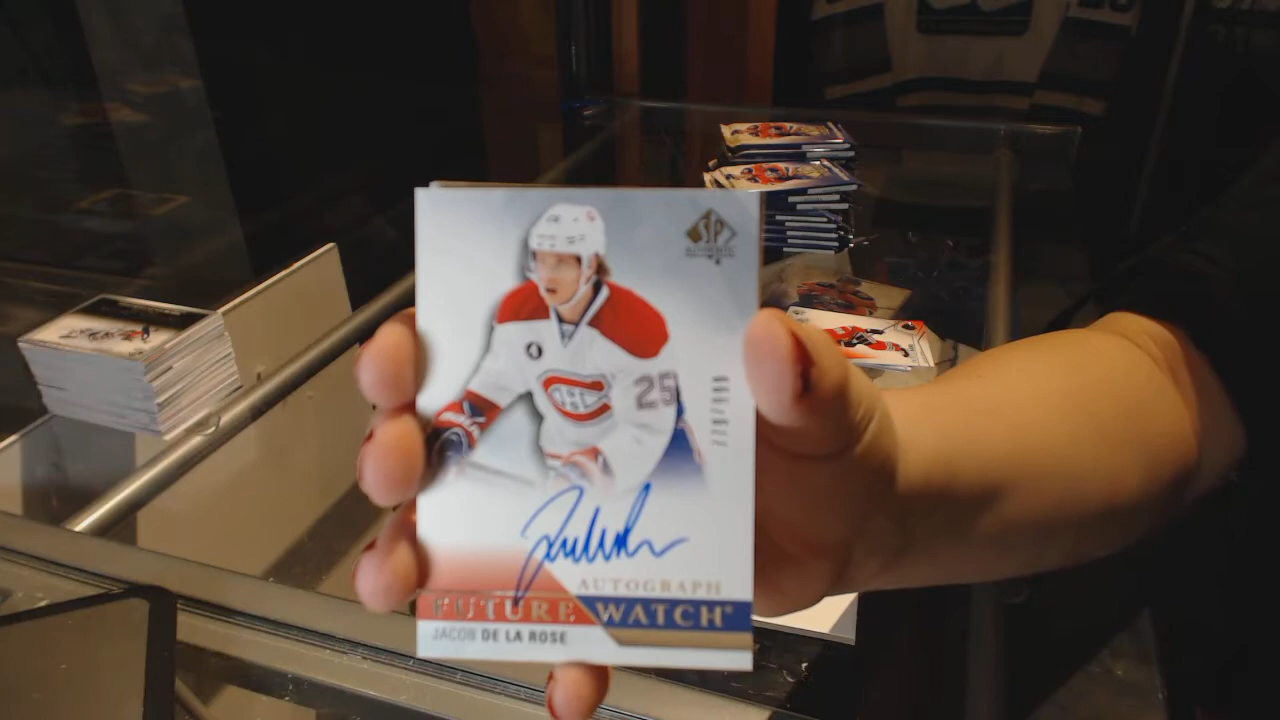 SP
AUTHENTIC
25
AUTOGRAPH
FUTURE WATCH
JACOB DE LA ROSE